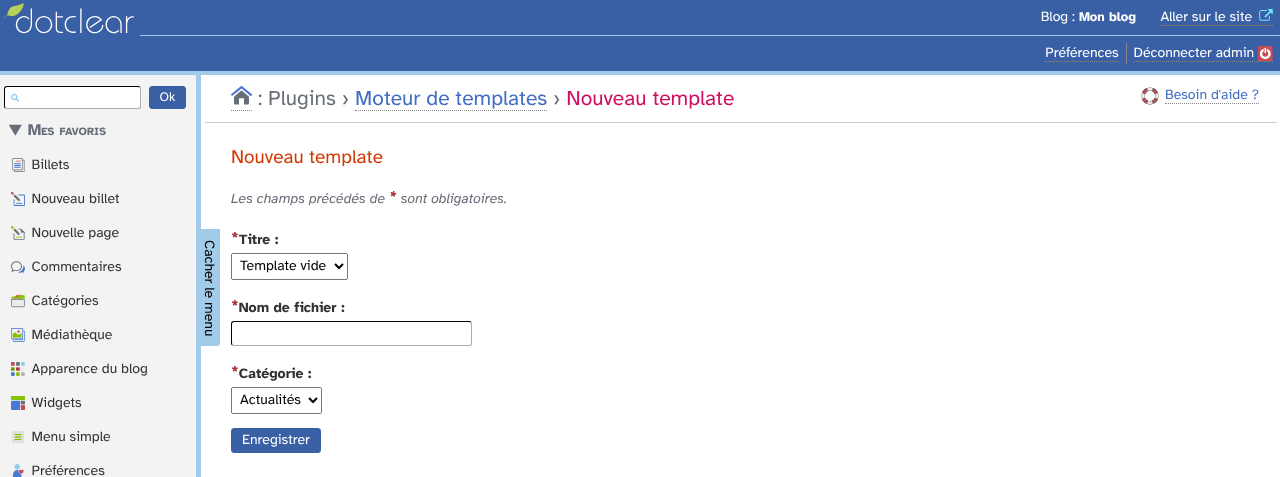 dotclear
Blog : Mon blog Aller sur le site
Préférences Déconnecter admin
Ok
: Plugins › Moteur de templates › Nouveau template
Besoin d'aide ?
Mes favoris
Billets
Nouveau billet
Nouvelle page
Commentaires
Catégories
Médiathèque
Apparence du blog
Widgets
Menu simple
Préférences
Cacher le menu
Nouveau template
Les champs précédés de * sont obligatoires.
*Titre :
Template vide
*Nom de fichier :
*Catégorie :
Actualités
Enregistrer